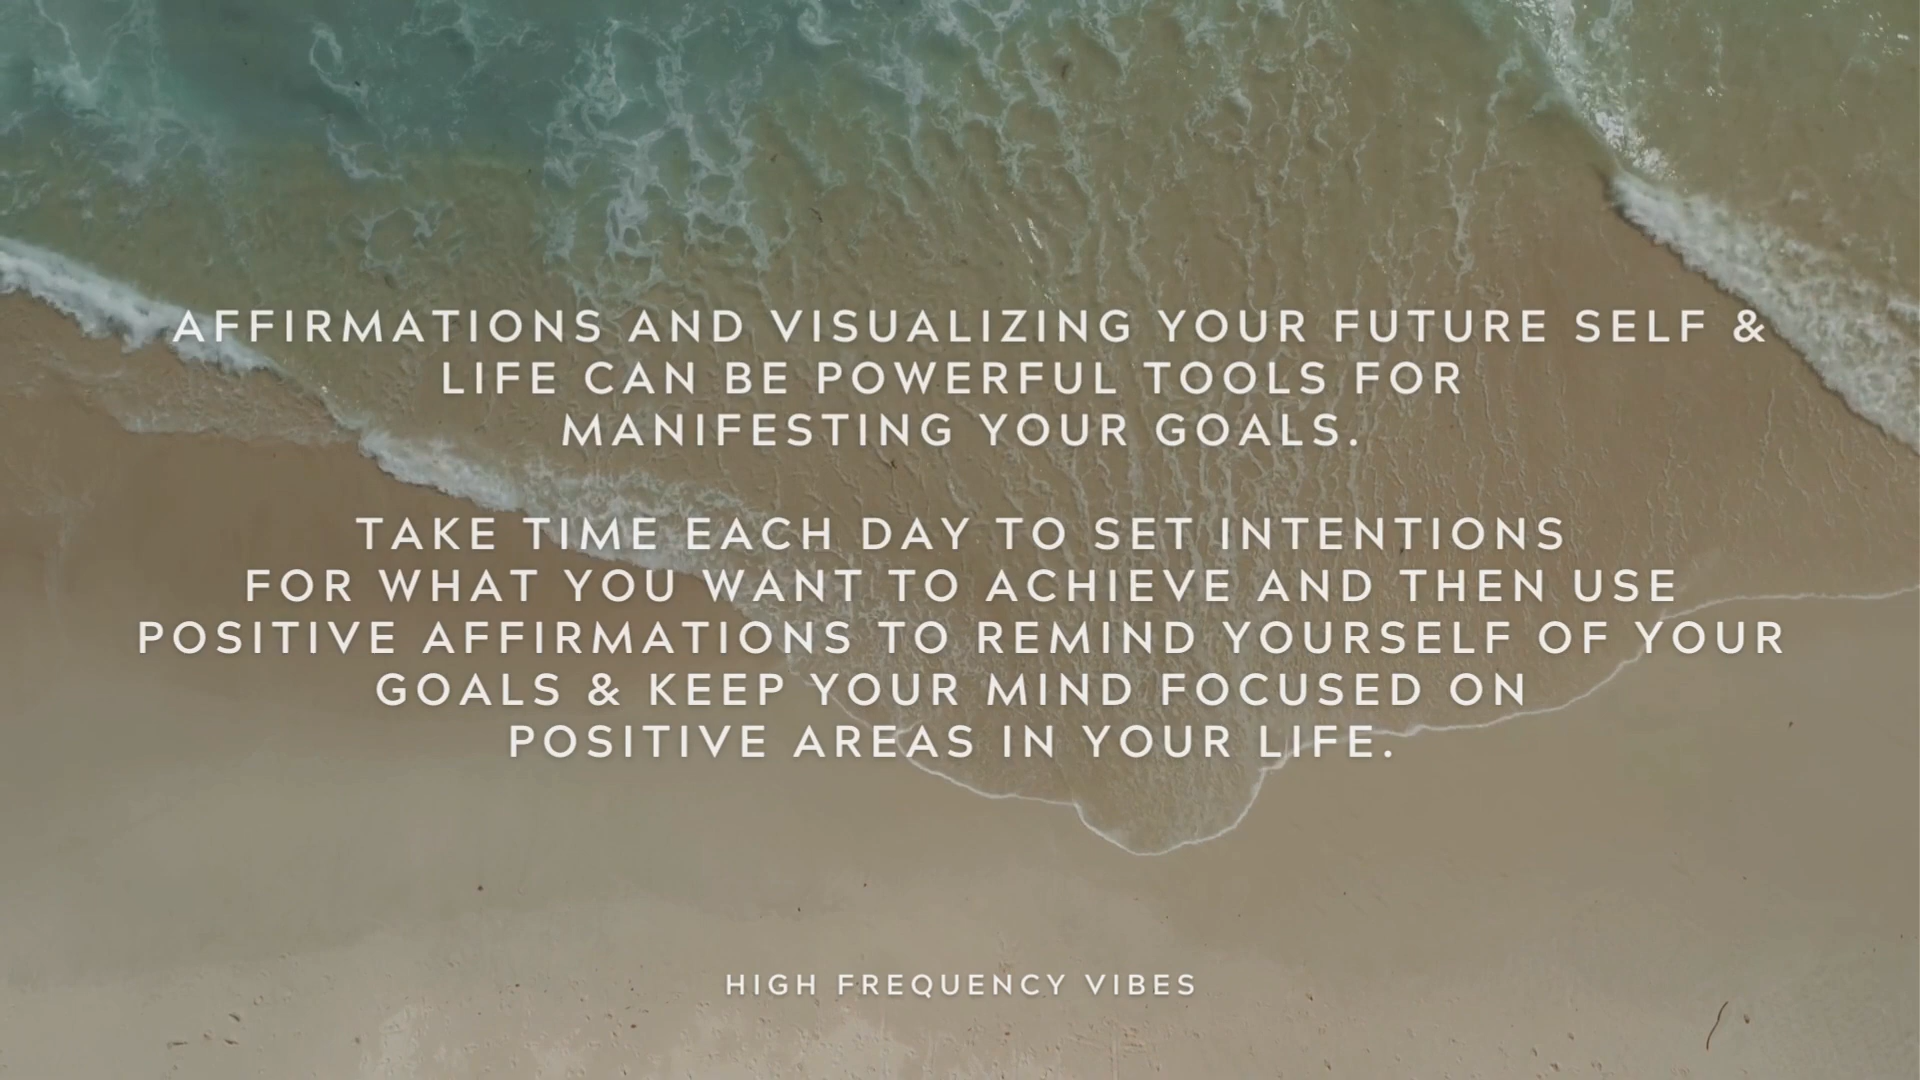 AFFIRMATIONS AND VISUALIZING YOUR FUTURE SELF &
LIFE CAN BE POWERFUL TOOLS FOR
MANIFESTING YOUR GOALS.
TAKE TIME EACH DAY TO SET INTENTIONS
FOR WHAT YOU WANT TO ACHIEVE AND THEN USE
POSITIVE AFFIRMATIONS TO REMIND YOURSELF OF YOUR
GOALS & KEEP YOUR MIND FOCUSED ON
POSITIVE AREAS IN YOUR LIFE.
HIGH FREQUENCY VIBES